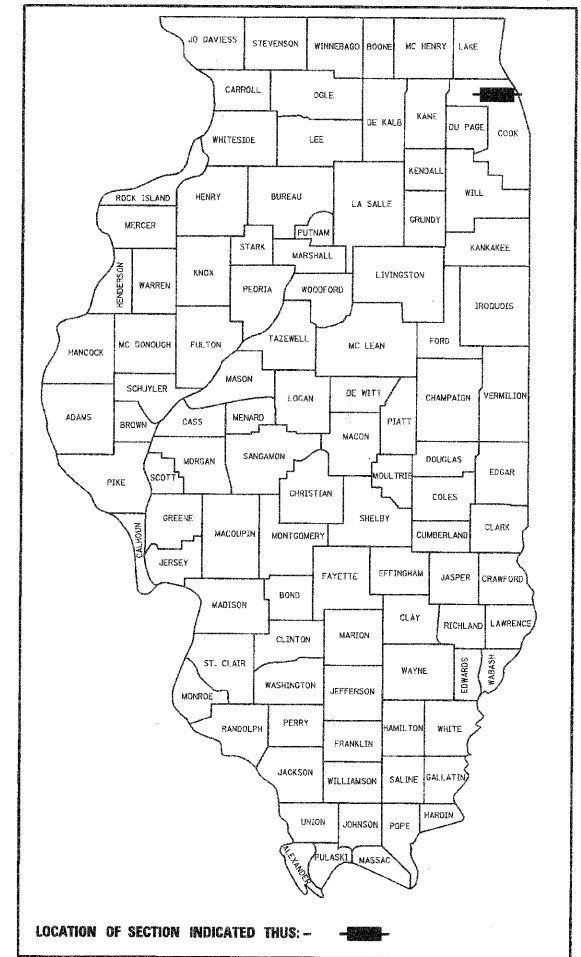 JO DAVIESS STEVENSON WINNEBAGO BOONE MC HENRY LAKE
CARROLL OGLE
DE KALB KANE
DU PAGE COOK
WHITESIDE LEE
KENDALL
WILL
ROCK ISLAND HENRY BUREAU LA SALLE GRUNDY
MERCER
PUTNAM
STARK MARSHALL KANKAKEE
HENDERSON WARREN KNOX PEORIA WOODFORD LIVINGSTON
IROQUOIS
HANCOCK MC DONOUGH FULTON TAZEWELL MC LEAN FORD
MASON
SCHUYLER LOGAN DE WITT CHAMPAIGN VERMILION
ADAMS BROWN CASS MENARD PIATT
MACON
MORGAN SANGAMON DOUGLAS
PIKE SCOTT MOULTRIE EDGAR
CHRISTIAN COLES
GREENE SHELBY CLARK
CALHOUN MACOUPIN MONTGOMERY CUMBERLAND
JERSEY
FAYETTE EFFINGHAM JASPER CRAWFORD
MADISON BOND
CLAY RICHLAND LAWRENCE
CLINTON MARION
ST. CLAIR WAYNE EDWARDS WABASH
WASHINGTON JEFFERSON
MONROE
RANDOLPH PERRY HAMILTON WHITE
FRANKLIN
JACKSON WILLIAMSON SALINE GALLATIN
UNION JOHNSON POPE HARDIN
ALEXANDER PULASKI MASSAC
LOCATION OF SECTION INDICATED THUS: -